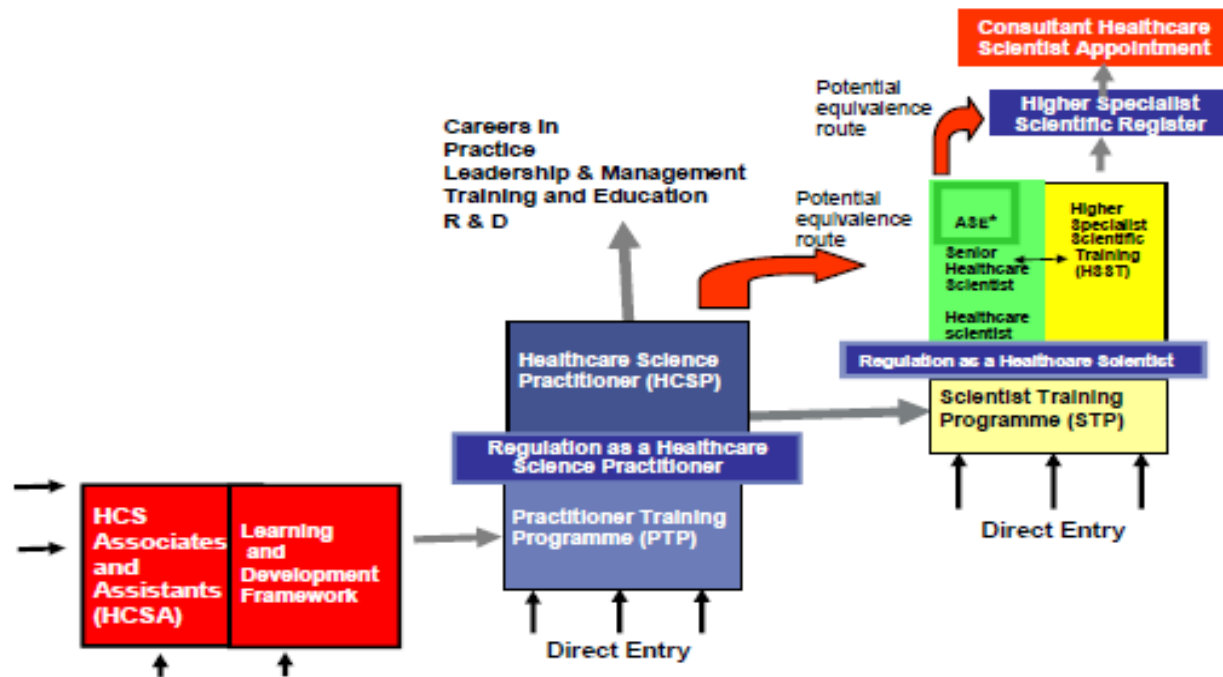 Consultant Healthcare
Scientist Appointment
Potential
equivalence
route
Higher Specialist
Scientific Register
Careers in
Practice
Leadership & Management
Training and Education
R & D
Potential
equivalence
route
ASE*
Senior
Healthcare
Scientist
Healthcare
scientist
Higher
Specialist
Scientific
Training
(HSST)
Healthcare Science
Practitioner (HCSP)
Regulation as a Healthcare Scientist
Scientist Training
Programme (STP)
Regulation as a Healthcare
Science Practitioner
HCS
Associates
and
Assistants
(HCSA)
Learning
and
Development
Framework
Practitioner Training
Programme (PTP)
Direct Entry
Direct Entry